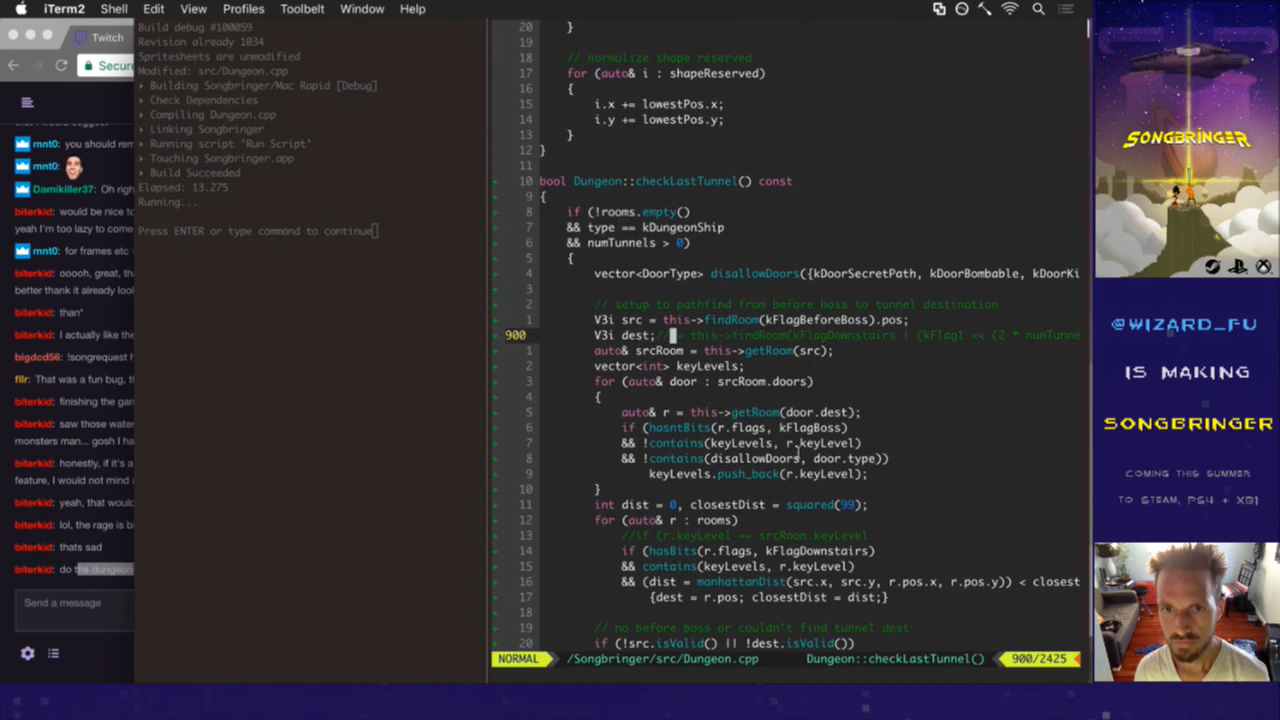 iTerm2 Shell Edit View Profiles Toolbelt Window Help
Twitch
Secure
mnt0: you should rem
mnt0:
Damikiller37: Oh righ
biterkid: would be nice to
yeah I'm too lazy to come
mnt0: for frames etc
biterkid: ooooh, great, tha
better thank it already look
biterkid: than*
biterkid: I actually like the
bigdcd56: !songrequest h
fllr: That was a fun bug, th
biterkid: finishing the gan
biterkid: saw those water
monsters man... gosh I ha
biterkid: honestly, if it's a
feature, I would not mind a
biterkid: yeah, that would
biterkid: lol, the rage is b
biterkid: thats sad
biterkid: do the dungeon
Send a message
Build debug #100059
Revision already 1034
Spritesheets are unmodified
Modified: src/Dungeon.cpp
▸ Building Songbringer/Mac Rapid [Debug]
▸ Check Dependencies
▸ Compiling Dungeon.cpp
▸ Linking Songbringer
▸ Running script 'Run Script'
▸ Touching Songbringer.app
▸ Build Succeeded
Elapsed: 13.275
Running...
Press ENTER or type command to continue
20 }
19
18 // normalize shape reserved
17 for (auto& i : shapeReserved)
16 {
15 i.x += lowestPos.x;
14 i.y += lowestPos.y;
13 }
12 }
11
10 bool Dungeon::checkLastTunnel() const
9 {
8 if (!rooms.empty()
7 && type == kDungeonShip
6 && numTunnels > 0)
5 {
4 vector<DoorType> disallowDoors({kDoorSecretPath, kDoorBombable, kDoorKi
3
2 // setup to pathfind from before boss to tunnel destination
1 V3i src = this->findRoom(kFlagBeforeBoss).pos;
900 V3i dest;// = this->findRoom(kFlagDownstairs | (kFlag1 << (2 * numTunne
1 auto& srcRoom = this->getRoom(src);
2 vector<int> keyLevels;
3 for (auto& door : srcRoom.doors)
4 {
5 auto& r = this->getRoom(door.dest);
6 if (hasntBits(r.flags, kFlagBoss)
7 && !contains(keyLevels, r.keyLevel)
8 && !contains(disallowDoors, door.type))
9 keyLevels.push_back(r.keyLevel);
10 }
11 int dist = 0, closestDist = squared(99);
12 for (auto& r : rooms)
13 //if (r.keyLevel == srcRoom.keyLevel
14 if (hasBits(r.flags, kFlagDownstairs)
15 && contains(keyLevels, r.keyLevel)
16 && (dist = manhattanDist(src.x, src.y, r.pos.x, r.pos.y)) < closest
17 {dest = r.pos; closestDist = dist;}
18
19 // no before boss or couldn't find tunnel dest
20 if (!src.isValid() || !dest.isValid())
NORMAL /Songbringer/src/Dungeon.cpp Dungeon::checkLastTunnel() 900/2425
SONGBRINGER
@WIZARD_FU
IS MAKING
SONGBRINGER
COMING THIS SUMMER
TO STEAM, PS4 + XB1